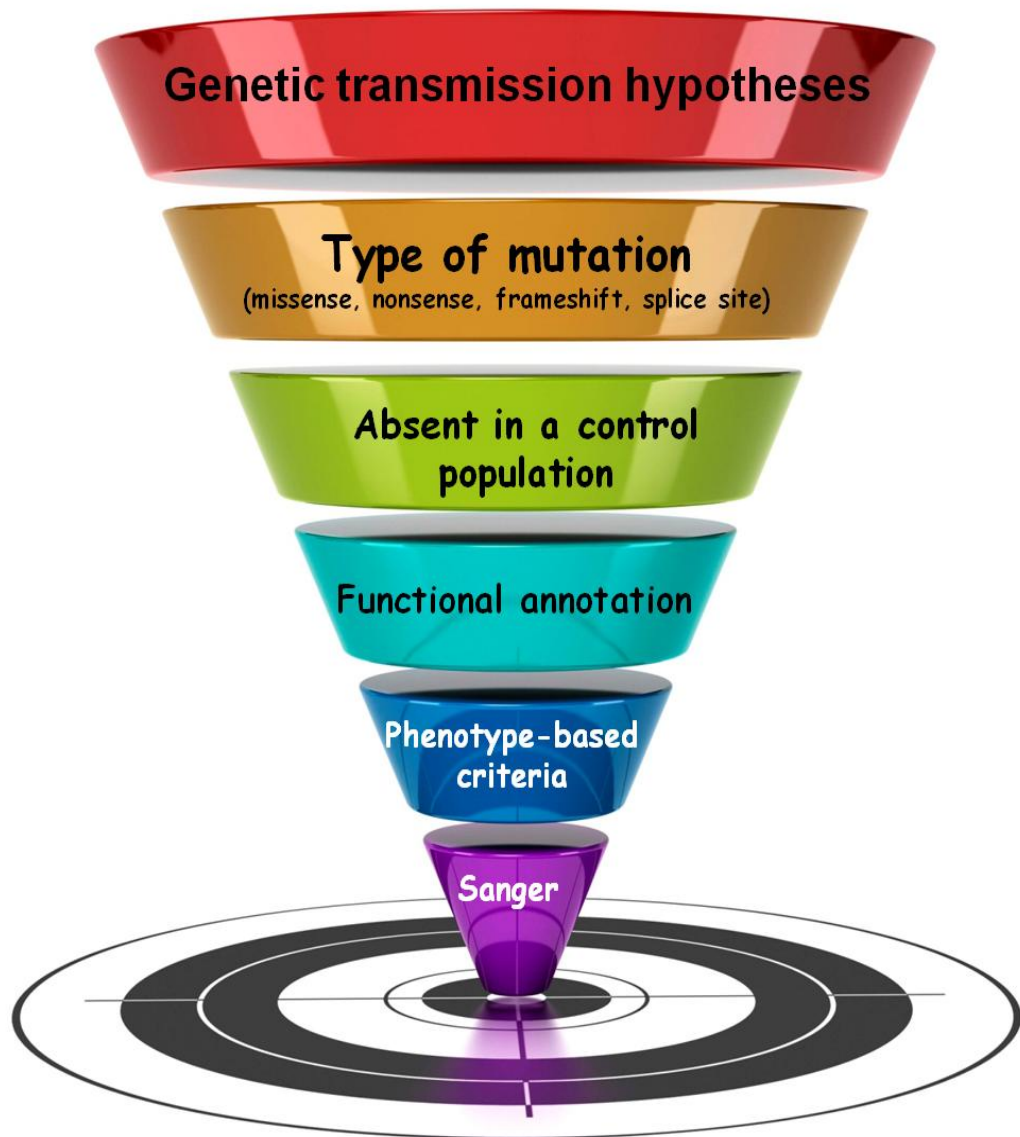 Genetic transmission hypotheses
Type of mutation
(missense, nonsense, frameshift, splice site)
Absent in a control
population
Functional annotation
Phenotype-based
criteria
Sanger